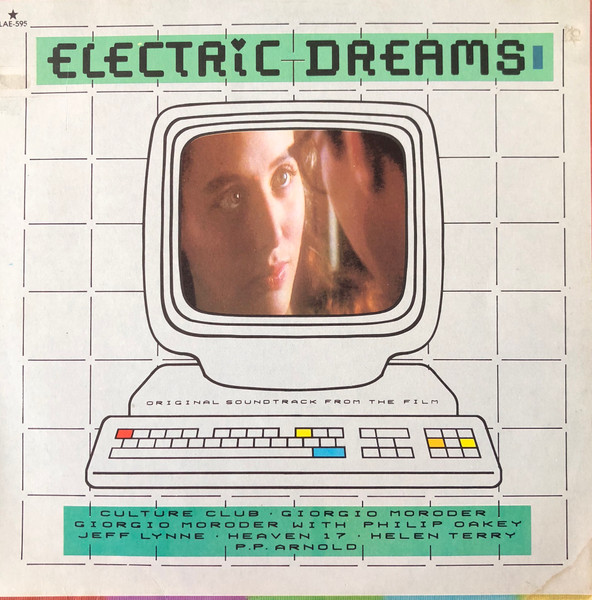 ★
LAE-595
ELECTRiC DREAMS
ORIGINAL SOUNDTRACK FROM THE FILM
CULTURE CLUB · GIORGIO MORODER
GIORGIO MORODER WITH PHILIP OAKEY
JEFF LYNNE · HEAVEN 17 · HELEN TERRY
P.P. ARNOLD